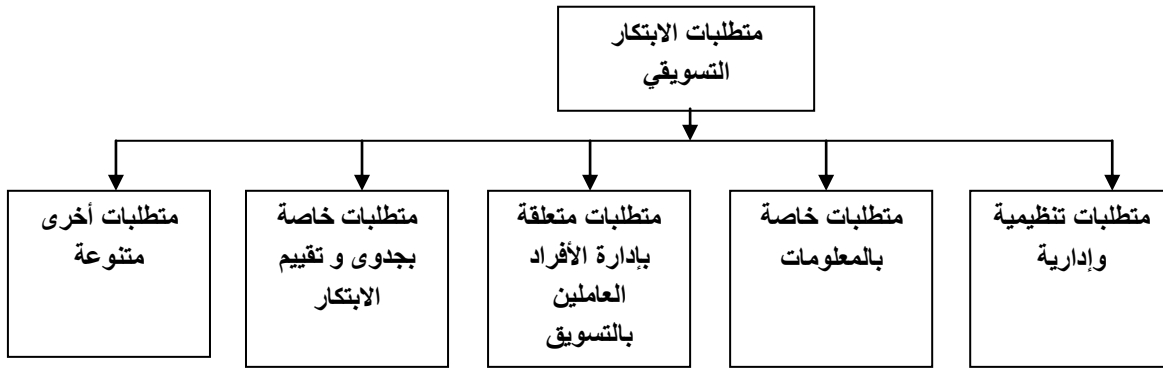 متطلبات الابتكار
التسويقي
متطلبات تنظيمية
وإدارية
متطلبات خاصة
بالمعلومات
متطلبات متعلقة
بإدارة الأفراد
العاملين
بالتسويق
متطلبات خاصة
بجدوى و تقييم
الابتكار
متطلبات أخرى
متنوعة